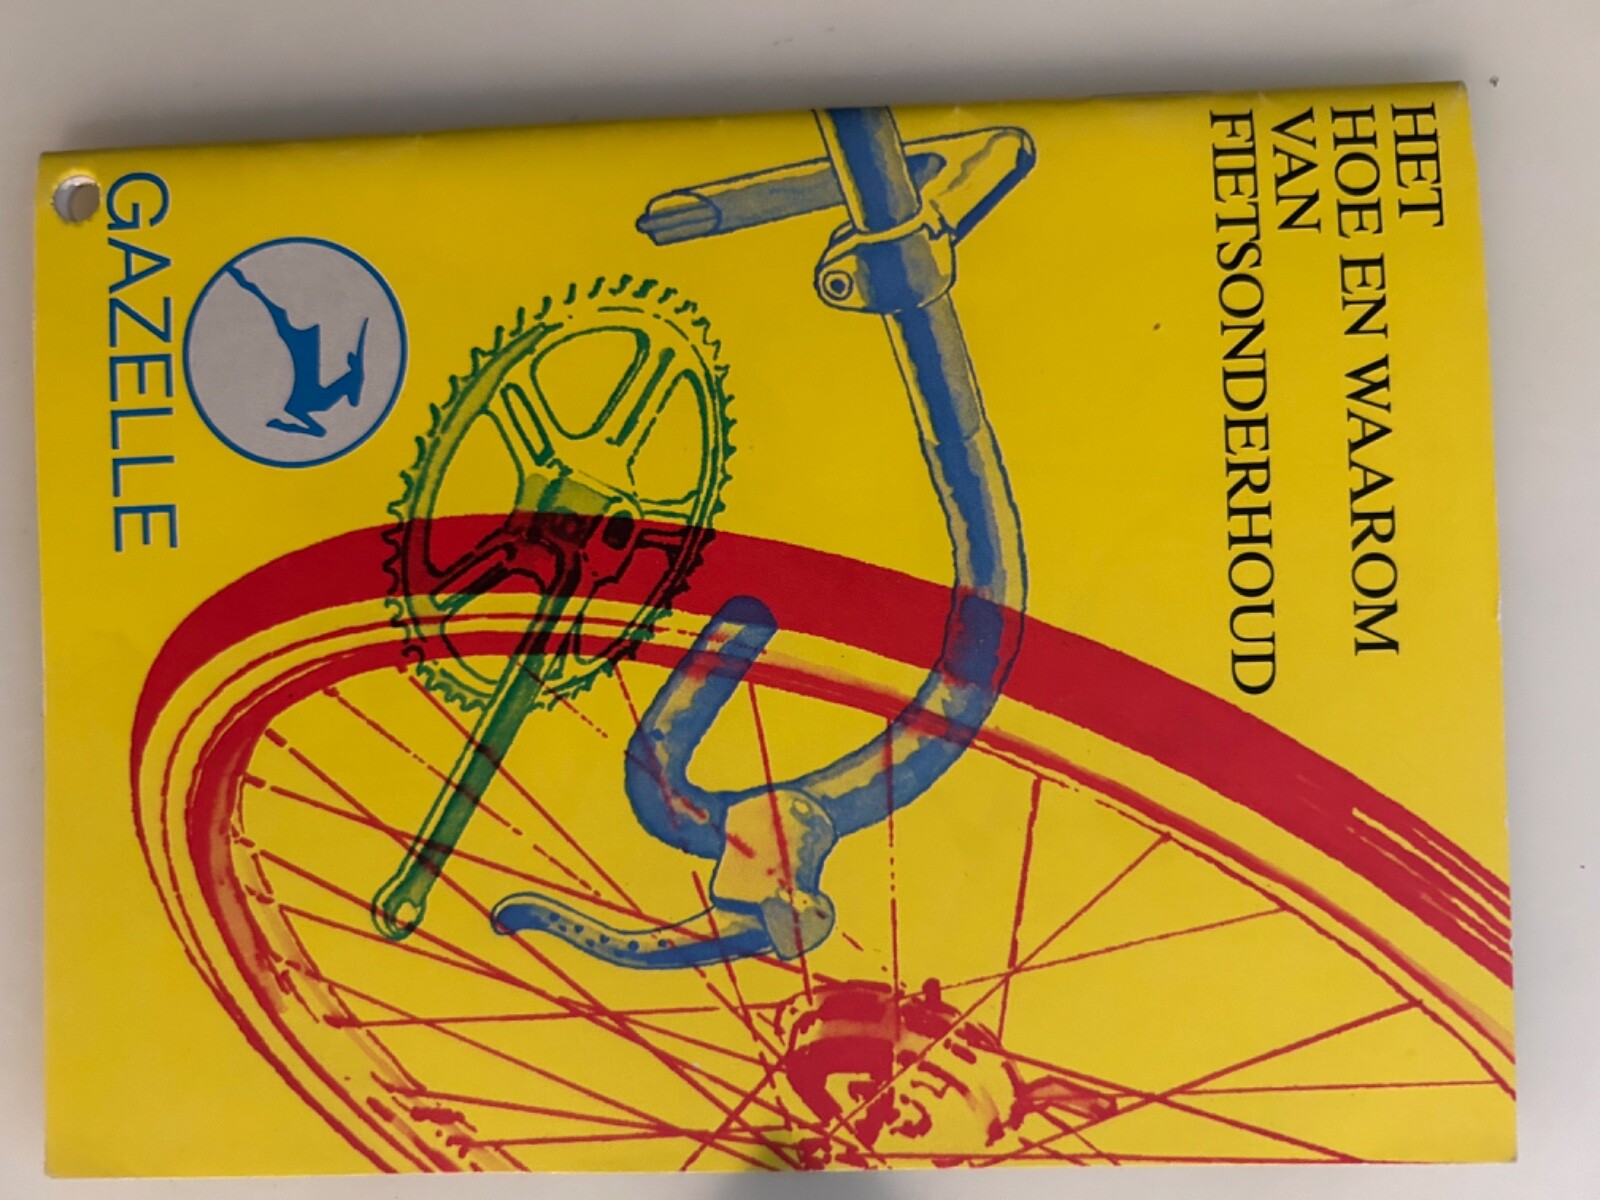 HET
HOE EN WAAROM
VAN
FIETSONDERHOUD
GAZELLE